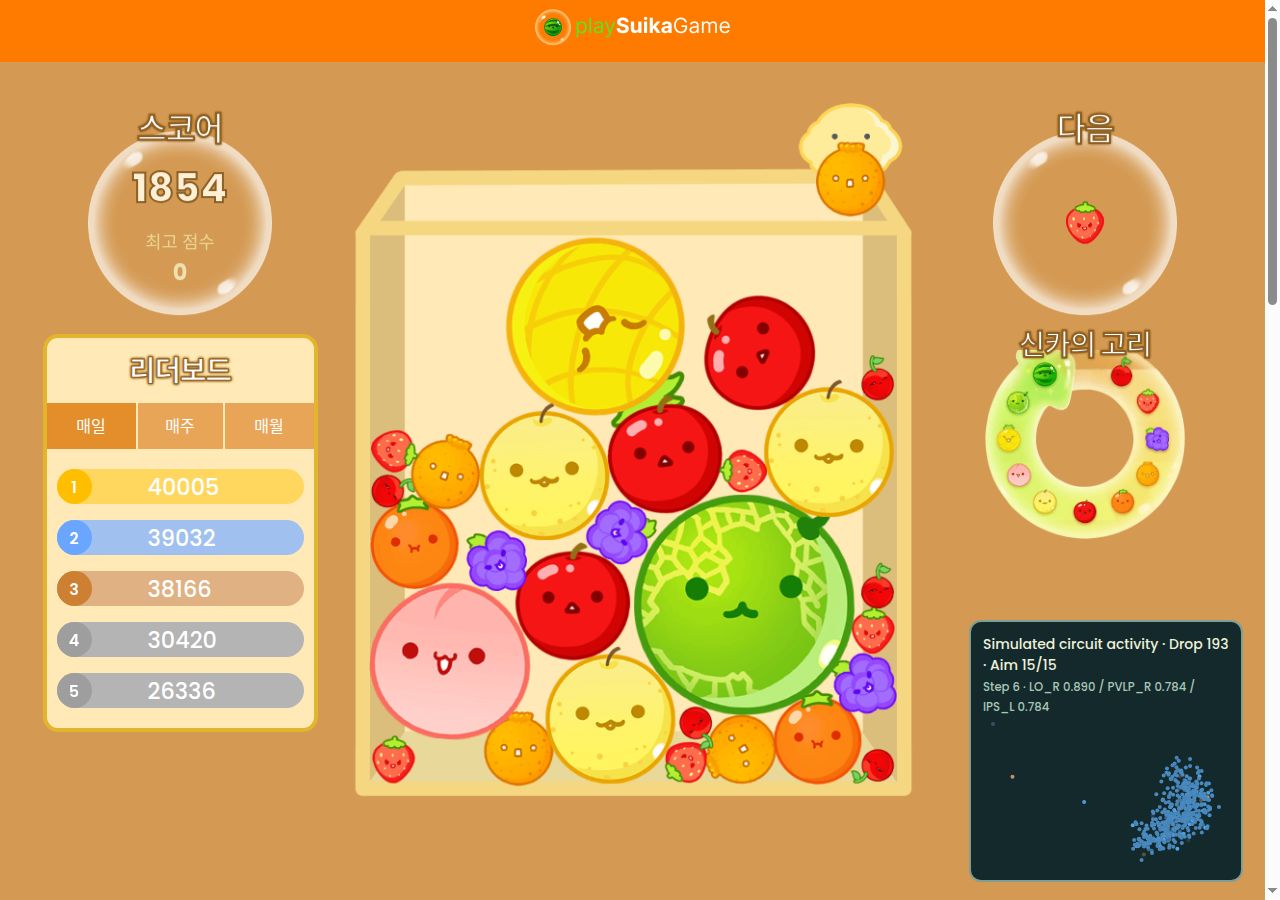 playSuikaGame
스코어
1854
최고 점수
0
리더보드
매일 매주 매월
1 40005
2 39032
3 38166
4 30420
5 26336
다음
신카의 고리
Simulated circuit activity · Drop 193
· Aim 15/15
Step 6 · LO_R 0.890 / PVLP_R 0.784 /
IPS_L 0.784